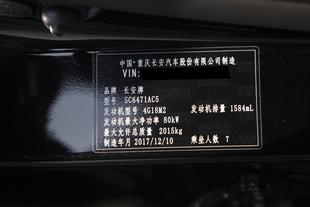 中国·重庆长安汽车股份有限公司制造
VIN:
品牌 长安牌
型号 SC6471AC5
发动机型号 4G18M2 发动机排量 1584mL
发动机最大净功率 80kW
最大允许总质量 2015kg
制造年月 2017/12/10 乘坐人数 7